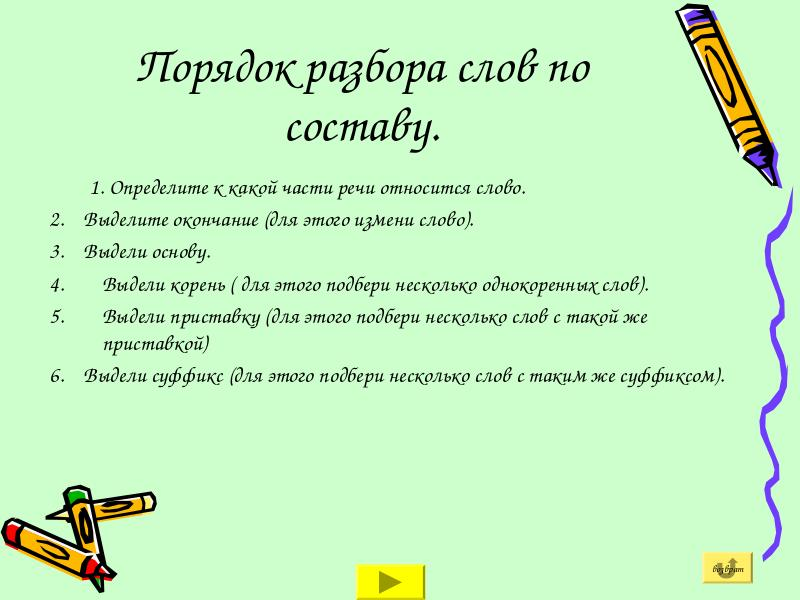 Порядок разбора слов по
составу.
1. Определите к какой части речи относится слово.
2. Выделите окончание (для этого измени слово).
3. Выдели основу.
4. Выдели корень ( для этого подбери несколько однокоренных слов).
5. Выдели приставку (для этого подбери несколько слов с такой же
приставкой)
6. Выдели суффикс (для этого подбери несколько слов с таким же суффиксом).
возврат